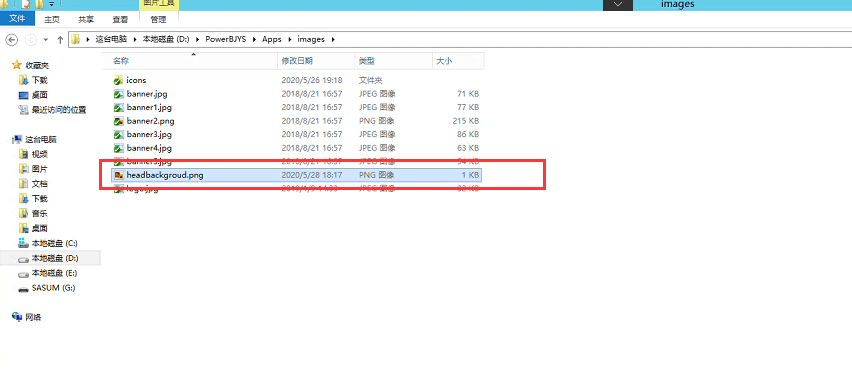 图片工具
images
文件 主页 共享 查看 管理
这台电脑 本地磁盘 (D:) PowerBJYS Apps images
名称 修改日期 类型 大小
收藏夹
下载
桌面
最近访问的位置
这台电脑
视频
图片
文档
下载
音乐
桌面
本地磁盘 (C:)
本地磁盘 (D:)
本地磁盘 (E:)
SASUM (G:)
网络
icons 2020/5/26 19:18 文件夹
banner.jpg 2018/8/21 16:57 JPEG 图像 71 KB
banner1.jpg 2018/8/21 16:57 JPEG 图像 77 KB
banner2.png 2018/8/21 16:57 PNG 图像 215 KB
banner3.jpg 2018/8/21 16:57 JPEG 图像 86 KB
banner4.jpg 2018/8/21 16:57 JPEG 图像 63 KB
banner5.jpg 2018/8/21 16:57 JPEG 图像 54 KB
headbackgroud.png 2020/5/28 18:17 PNG 图像 1 KB
logo.jpg JPEG 图像